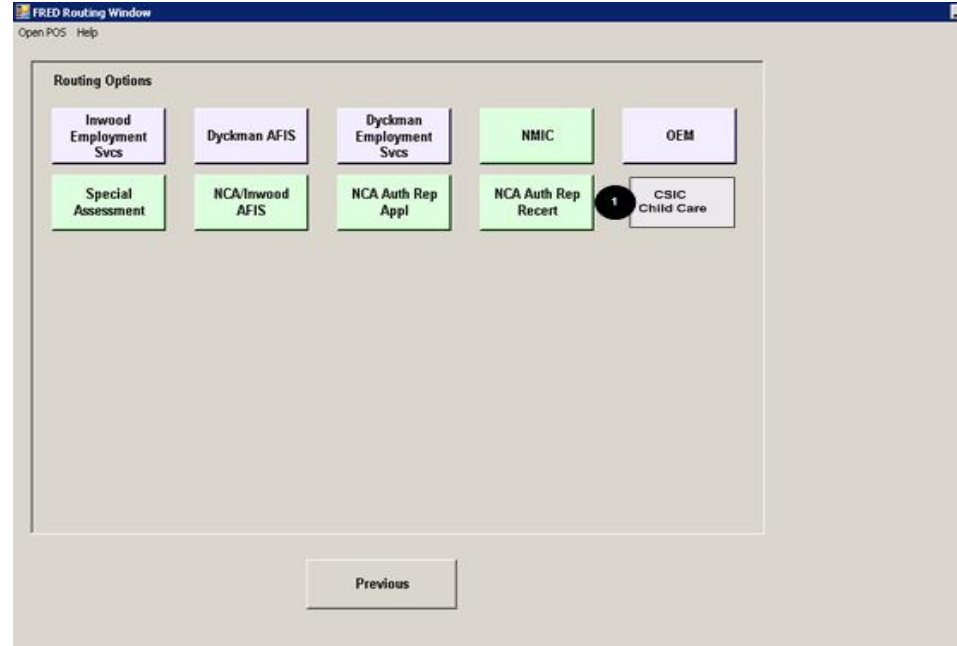 FRED Routing Window
Open POS Help
Routing Options
Inwood
Employment
Svcs
Dyckman AFIS
Dyckman
Employment
Svcs
NMIC
OEM
Special
Assessment
NCA/Inwood
AFIS
NCA Auth Rep
Appl
NCA Auth Rep
Recert
1
CSIC
Child Care
Previous